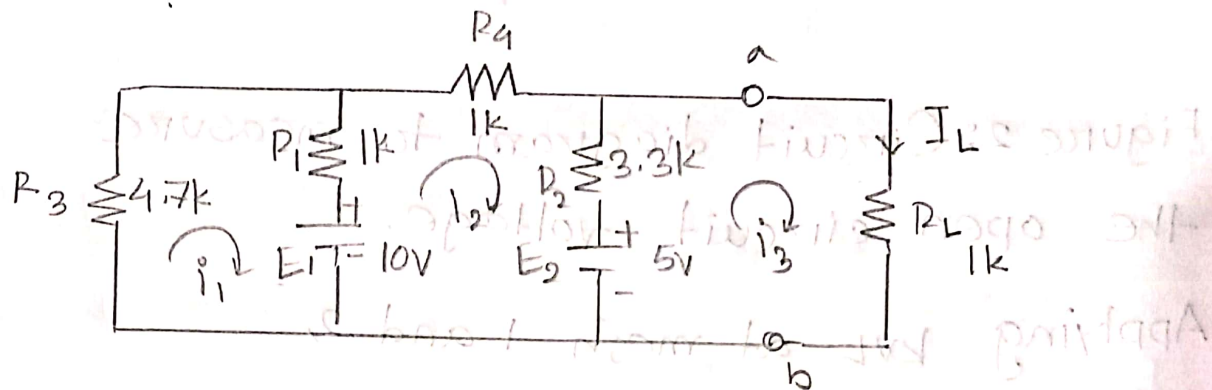 R4
1k
a
R1 1k
R3 4.7k
i1
E1 10V
i2
R2 3.3k
E2 5v
+
-
i3
IL
RL
1k
b